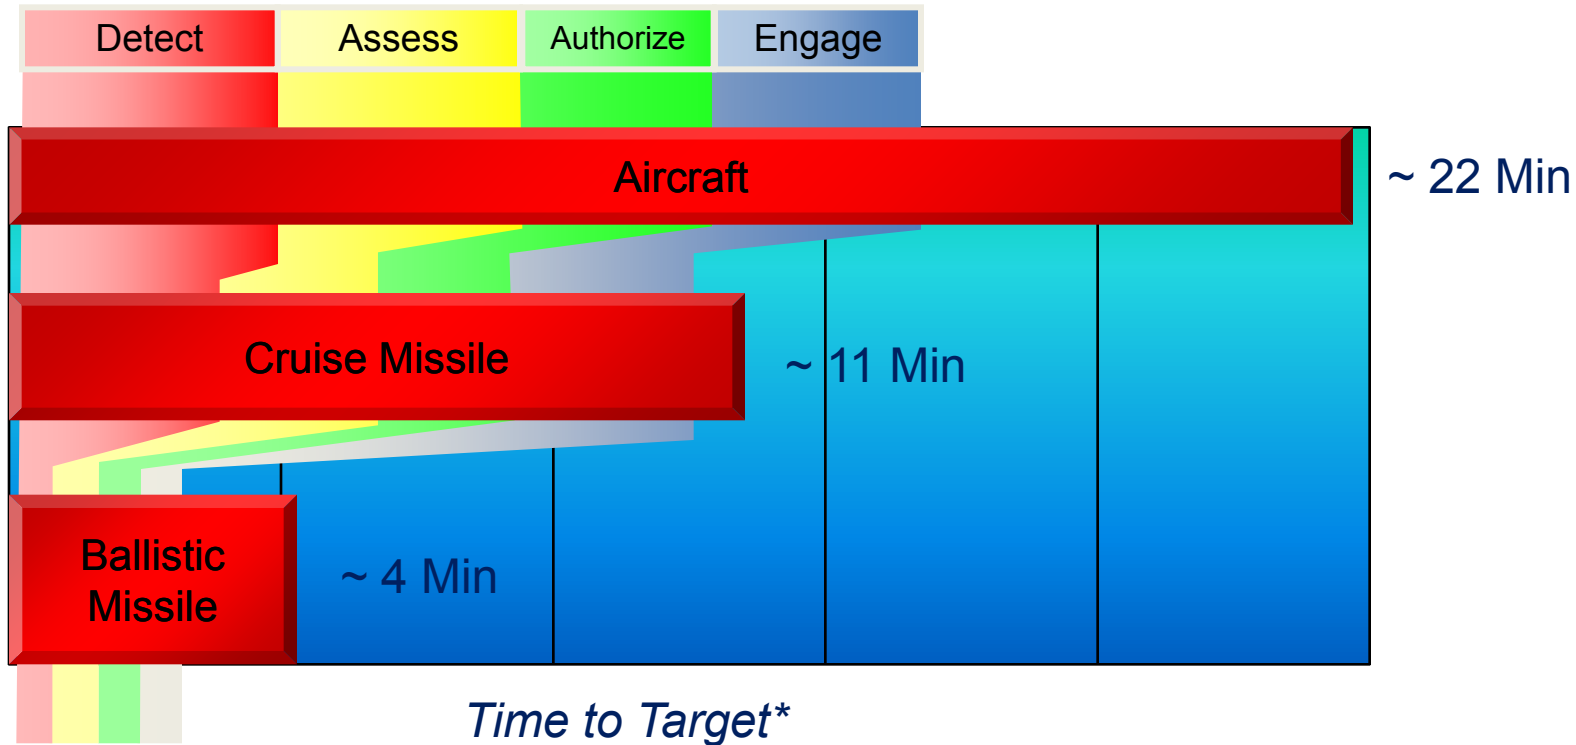 Detect
Assess
Authorize
Engage
Aircraft
~ 22 Min
Cruise Missile
~ 11 Min
Ballistic
Missile
~ 4 Min
Time to Target*